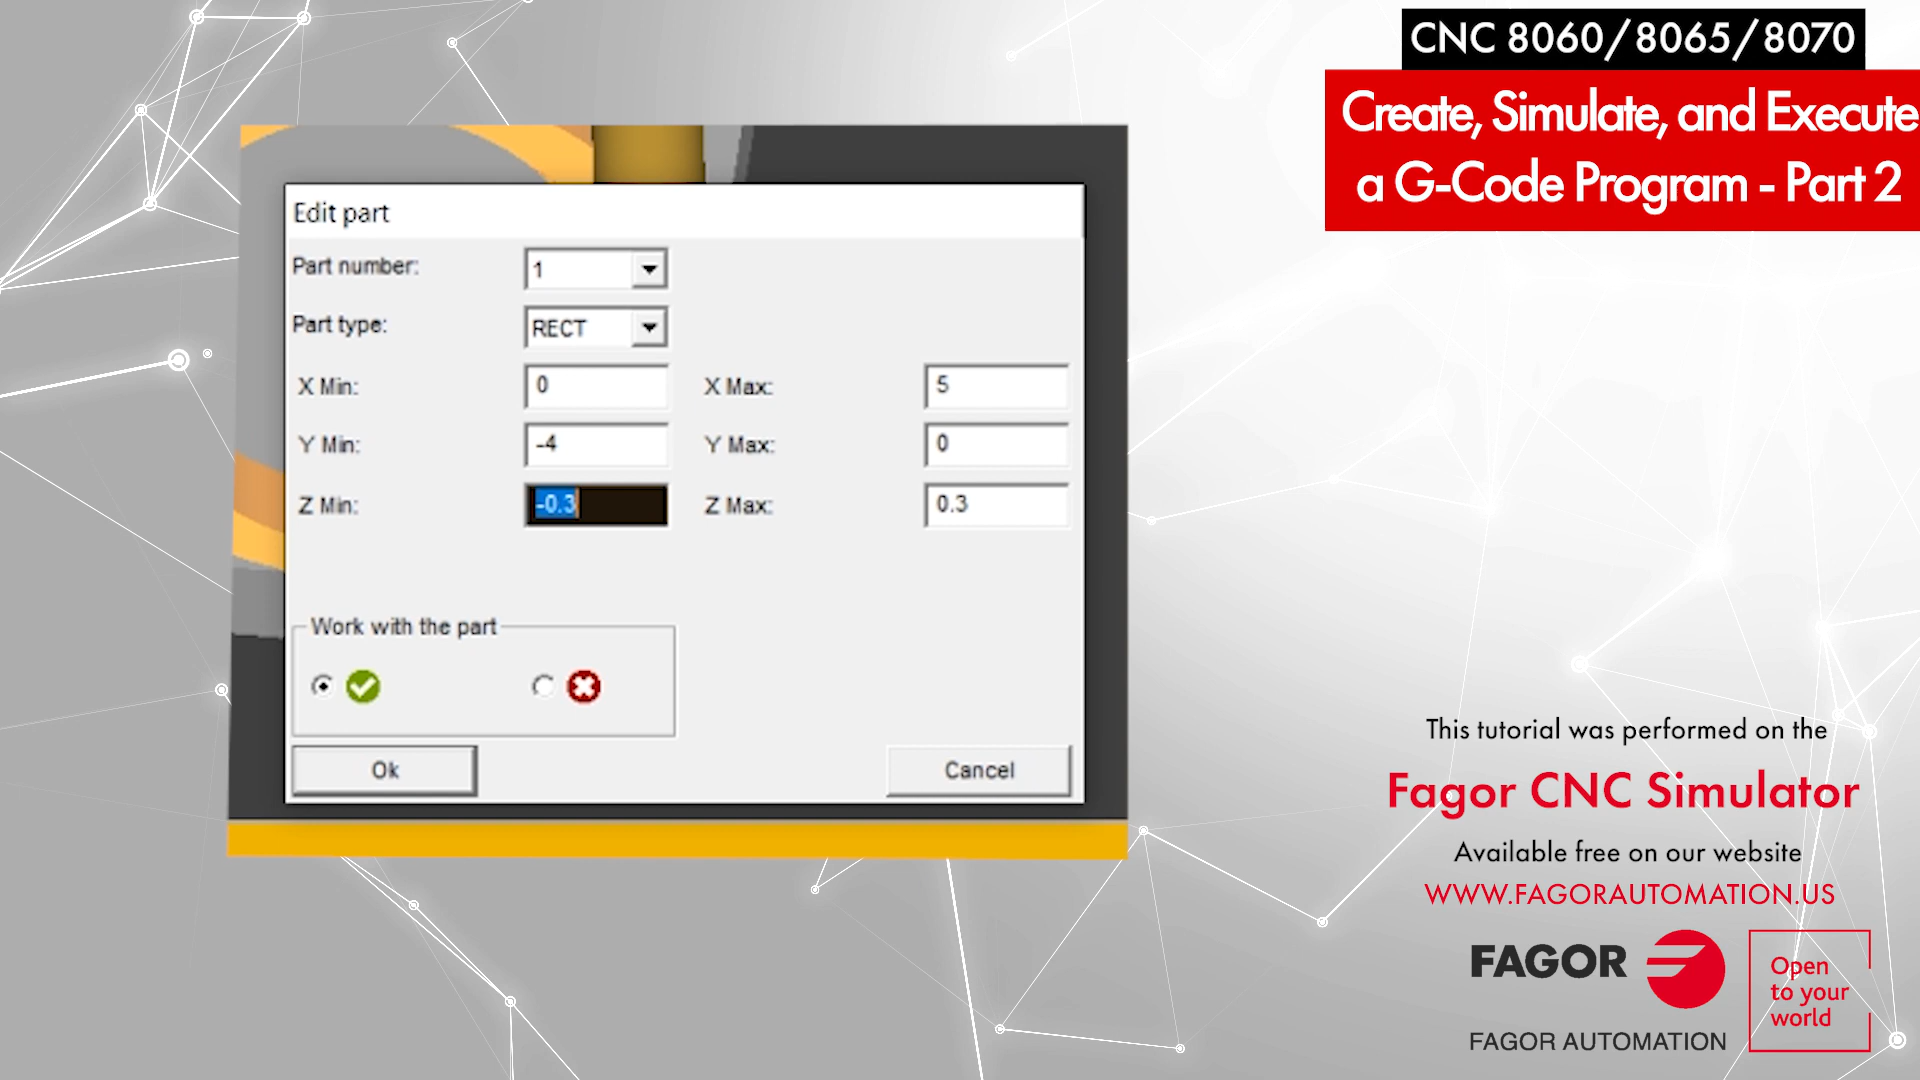 CNC 8060/8065/8070
Create, Simulate, and Execute
a G-Code Program - Part 2
Edit part
Part number: 1
Part type: RECT
X Min: 0 X Max: 5
Y Min: -4 Y Max: 0
Z Min: -0.3 Z Max: 0.3
Work with the part
Ok Cancel
This tutorial was performed on the
Fagor CNC Simulator
Available free on our website
WWW.FAGORAUTOMATION.US
FAGOR
FAGOR AUTOMATION
Open
to your
world